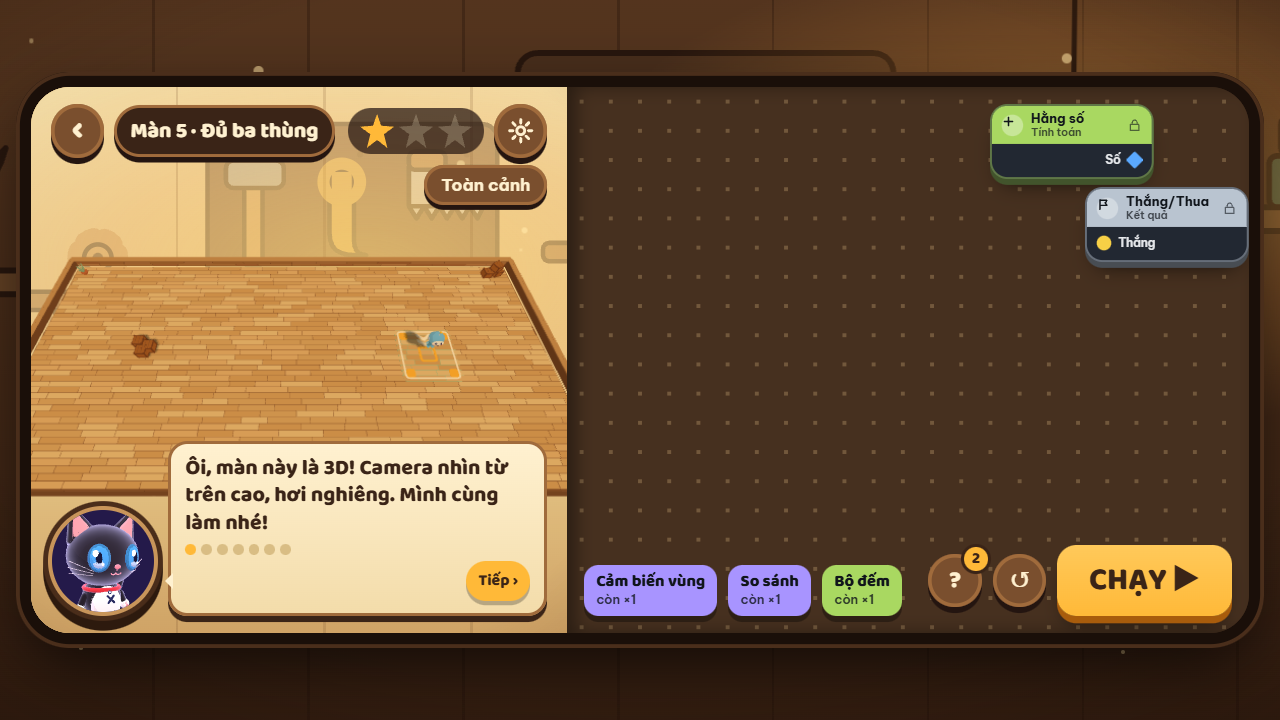 Màn 5 • Đủ ba thùng
Toàn cảnh
Hằng số
Tính toán
Số
Thắng/Thua
Kết quả
Thắng
Ôi, màn này là 3D! Camera nhìn từ
trên cao, hơi nghiêng. Mình cùng
làm nhé!
Tiếp ›
Cảm biến vùng
còn ×1
So sánh
còn ×1
Bộ đếm
còn ×1
?
2
CHẠY